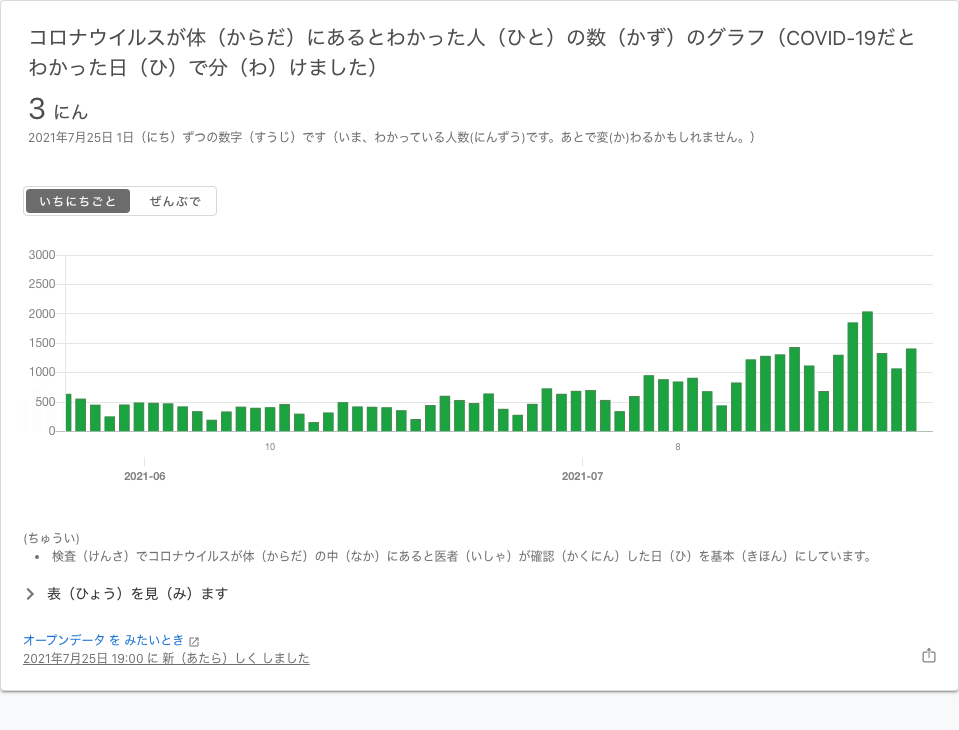 コロナウイルスが体（からだ）にあるとわかった人（ひと）の数（かず）のグラフ（COVID-19だと
わかった日（ひ）で分（わ）けました）
3 にん
2021年7月25日 1日（にち）ずつの数字（すうじ）です（いま、わかっている人数(にんずう)です。あとで変(か)わるかもしれません。）
いちにちごと ぜんぶで
3000
2500
2000
1500
1000
500
0
10 8
2021-06 2021-07
(ちゅうい)
• 検査（けんさ）でコロナウイルスが体（からだ）の中（なか）にあると医者（いしゃ）が確認（かくにん）した日（ひ）を基本（きほん）にしています。
表（ひょう）を見（み）ます
オープンデータ を みたいとき
2021年7月25日 19:00 に 新（あたら）しく しました